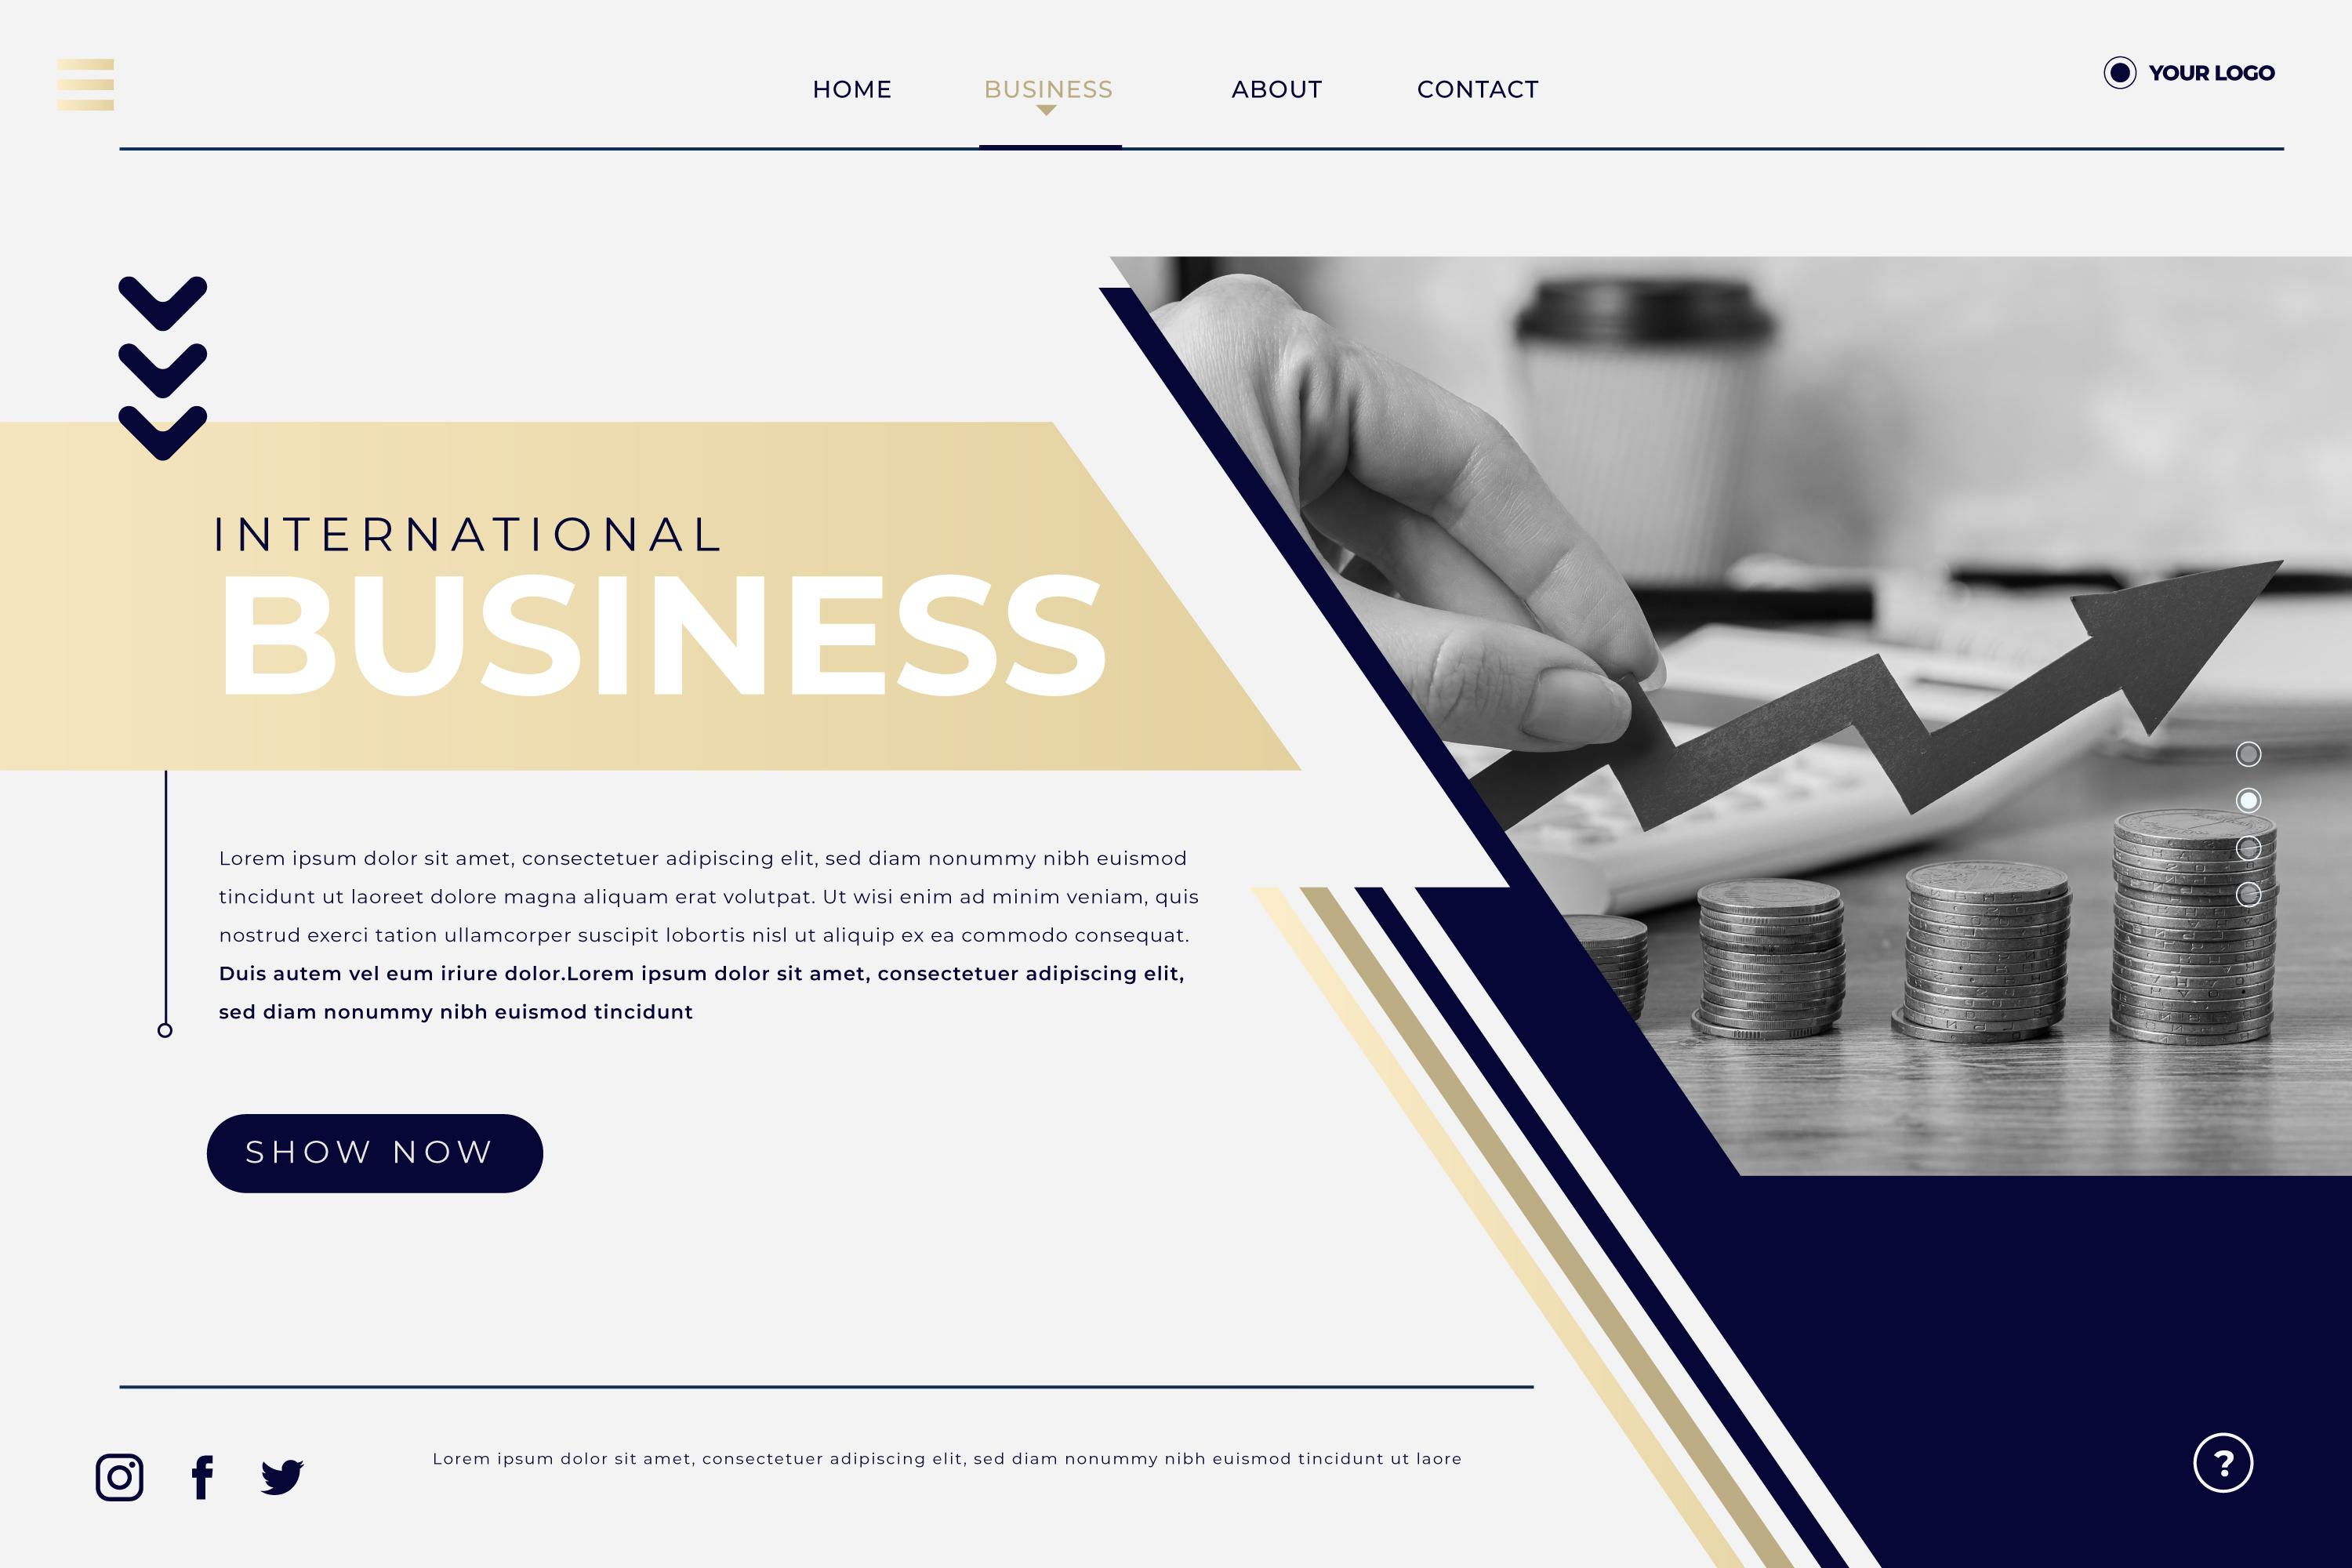 HOME
BUSINESS
ABOUT
CONTACT
YOUR LOGO
INTERNATIONAL
BUSINESS
Lorem ipsum dolor sit amet, consectetuer adipiscing elit, sed diam nonummy nibh euismod
tincidunt ut laoreet dolore magna aliquam erat volutpat. Ut wisi enim ad minim veniam, quis
nostrud exerci tation ullamcorper suscipit lobortis nisl ut aliquip ex ea commodo consequat.
Duis autem vel eum iriure dolor.Lorem ipsum dolor sit amet, consectetuer adipiscing elit,
sed diam nonummy nibh euismod tincidunt
SHOW NOW
Lorem ipsum dolor sit amet, consectetuer adipiscing elit, sed diam nonummy nibh euismod tincidunt ut laore
?